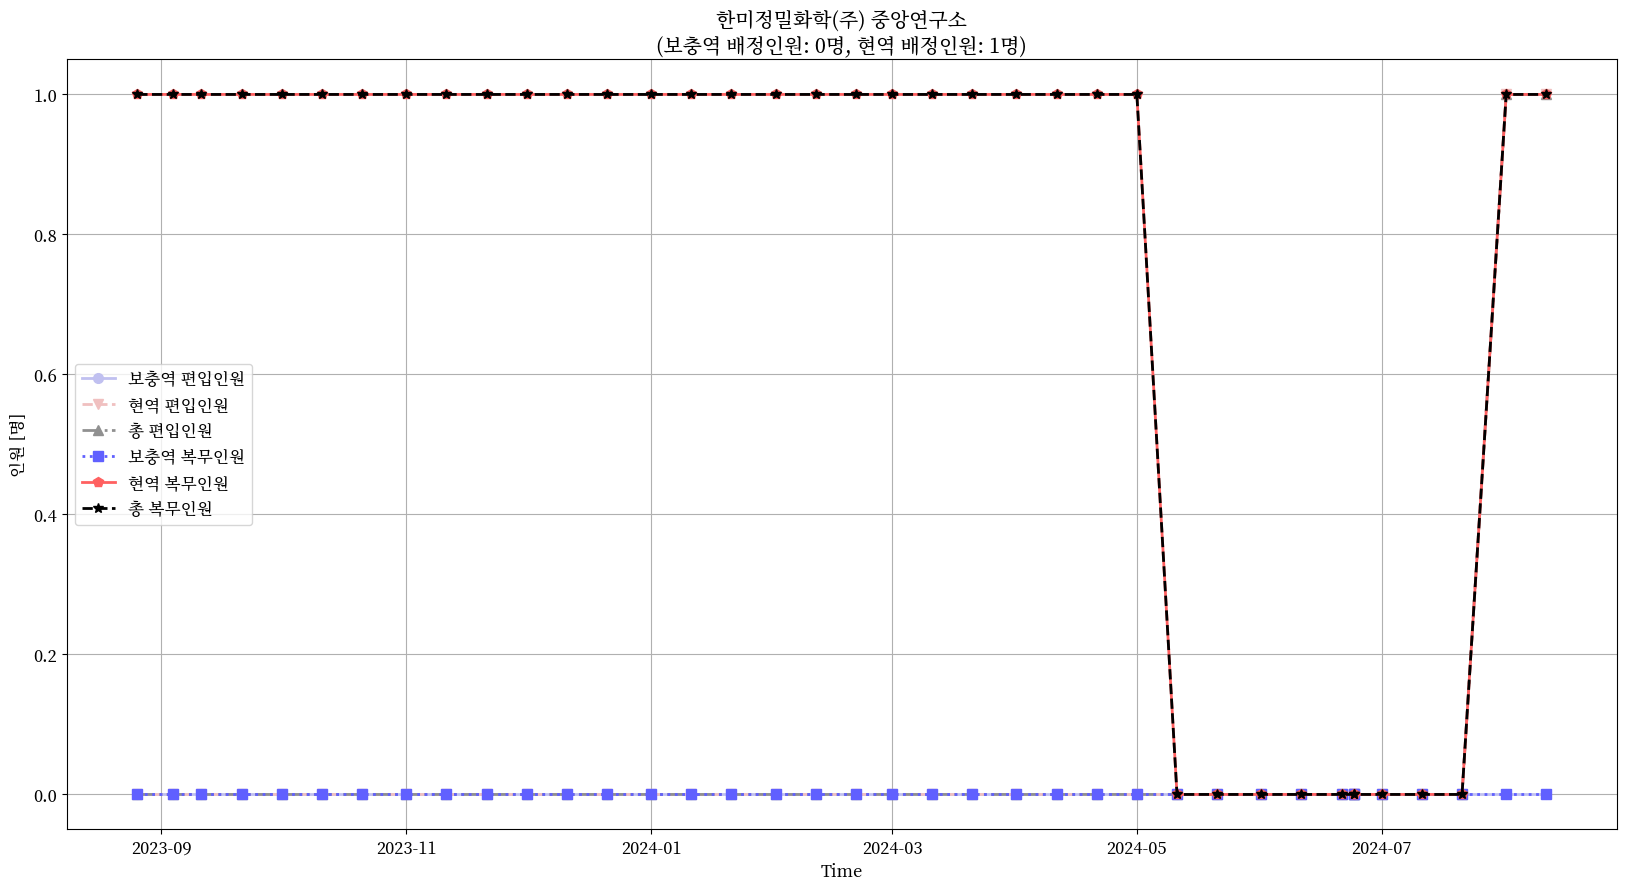 한미정밀화학(주) 중앙연구소
(보충역 배정인원: 0명, 현역 배정인원: 1명)
인원 [명]
1.0
0.8
0.6
0.4
0.2
0.0
보충역 편입인원
현역 편입인원
총 편입인원
보충역 복무인원
현역 복무인원
총 복무인원
2023-09
2023-11
2024-01
2024-03
2024-05
2024-07
Time